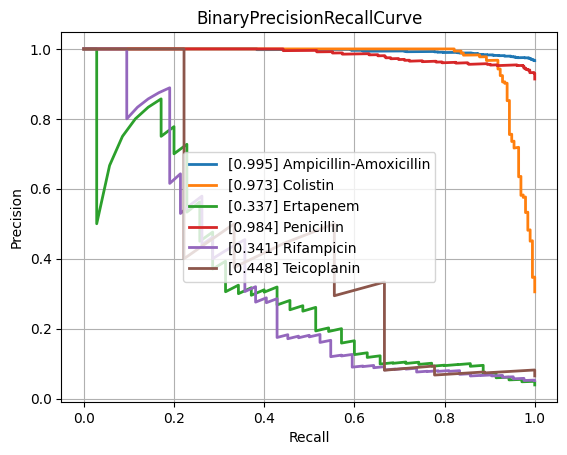 BinaryPrecisionRecallCurve
1.0
0.8
0.6
0.4
0.2
0.0
Precision
[0.995] Ampicillin-Amoxicillin
[0.973] Colistin
[0.337] Ertapenem
[0.984] Penicillin
[0.341] Rifampicin
[0.448] Teicoplanin
0.0 0.2 0.4 0.6 0.8 1.0
Recall